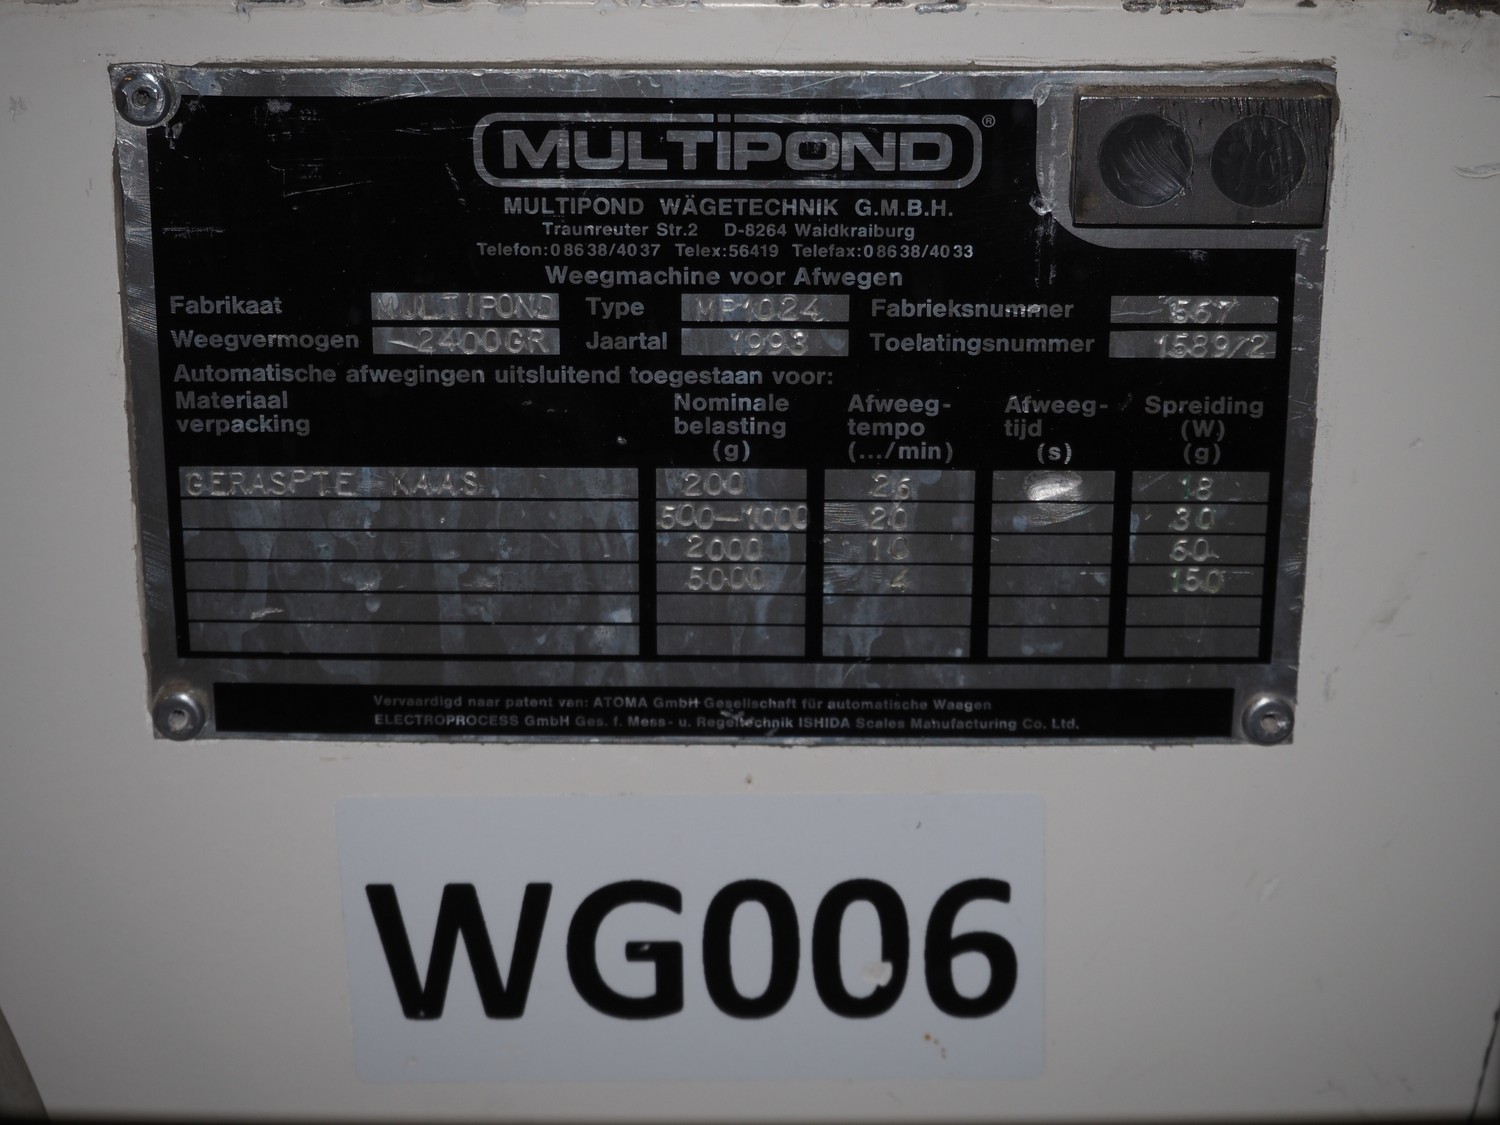 MULTIPOND ®
MULTIPOND WÄGETECHNIK G.M.B.H.
Traunreuter Str.2 D-8264 Waldkraiburg
Telefon:08638/4037 Telex:56419 Telefax:08638/4033
Weegmachine voor Afwegen
Fabrikaat MULTIPOND Type MP1024 Fabrieksnummer 567
Weegvermogen 2400GR Jaartal 1993 Toelatingsnummer 1589/2
Automatische afwegingen uitsluitend toegestaan voor:
Materiaal verpacking Nominale belasting (g) Afweeg-tempo (.../min) Afweeg-tijd (s) Spreiding (W) (g)
GERASPTE KAAS 200 26 18
500-1000 20 30
2000 10 60
5000 4 150
Vervaardigd naar patent van: ATOMA GmbH Gesellschaft für automatische Waagen
ELECTROPROCESS GmbH Ges. f. Mess- u. Regeltechnik ISHIDA Scales Mahufacturing Co. Ltd.
WG006